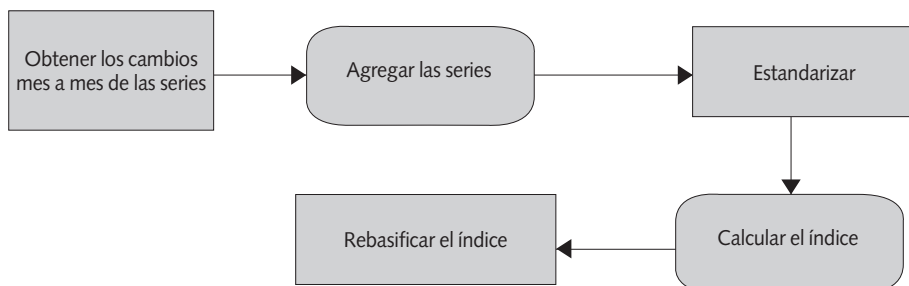 Obtener los cambios
mes a mes de las series
Agregar las series
Estandarizar
Calcular el índice
Rebasificar el índice